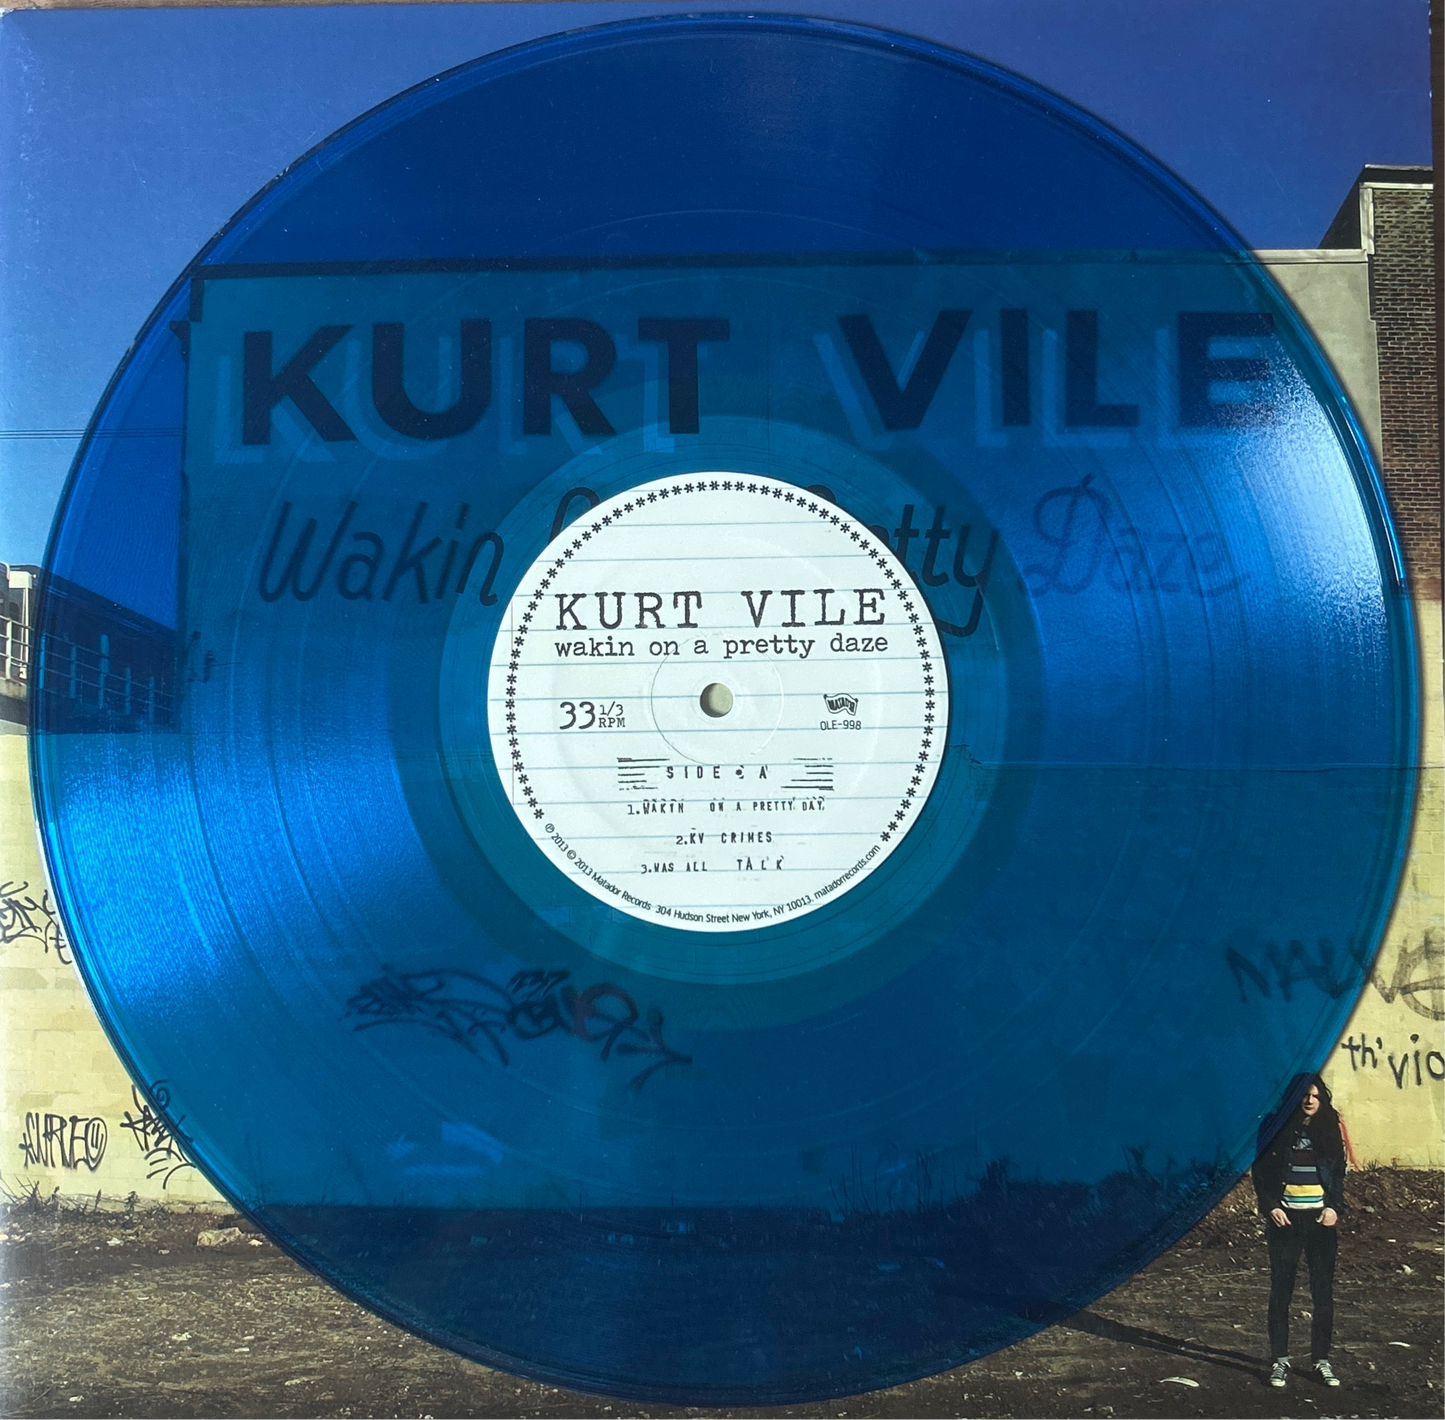 KURT VILE
Wakin
Pretty Daze
KURT VILE
wakin on a pretty daze
33 1/3
RPM
MATADOR
OLE-998
SIDE A
1.WAKIN ON A PRETTY DAY
2.KV CRIMES
3.WAS ALL TALK
℗ 2013 © 2013 Matador Records 304 Hudson Street New York, NY 10013. matadorrecords.com
th' vio